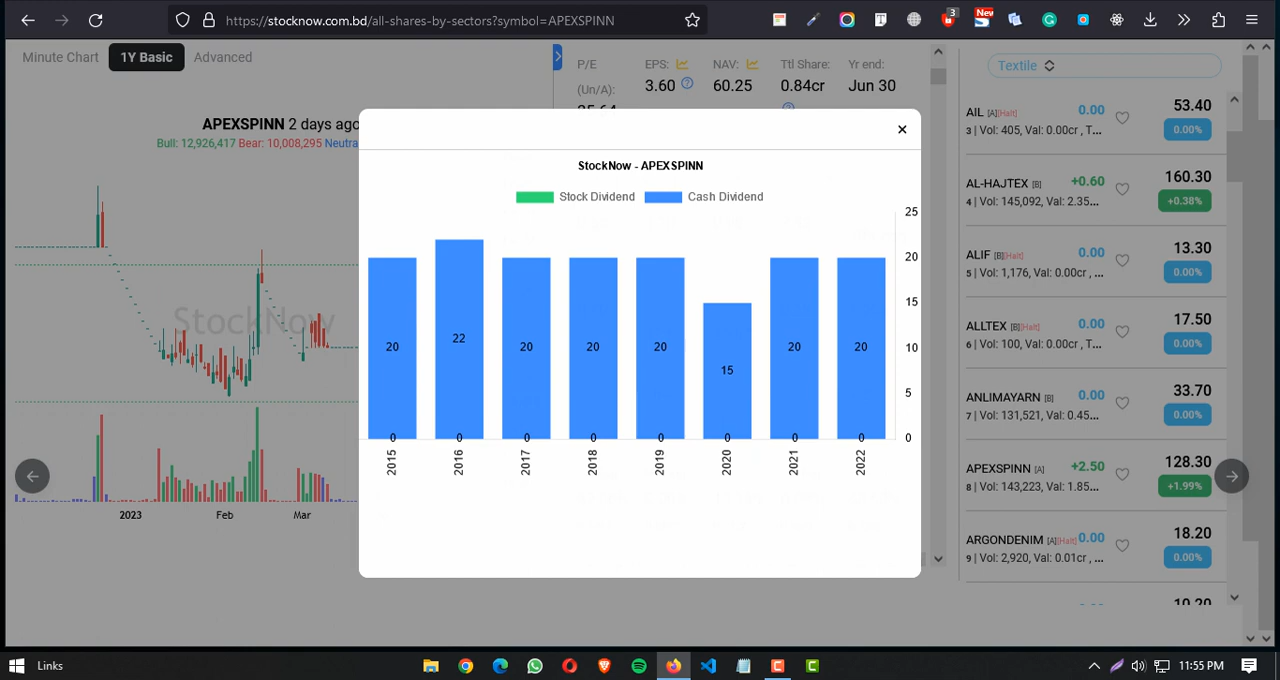 https://stocknow.com.bd/all-shares-by-sectors?symbol=APEXSPINN
3
New
Minute Chart 1Y Basic Advanced
P/E EPS: NAV: Ttl Share: Yr end:
(Un/A): 3.60 60.25 0.84cr Jun 30
Textile
APEXSPINN 2 days ago
Bull: 12,926,417 Bear: 10,008,295 Neutra
StockNow
2023 Feb Mar
StockNow - APEXSPINN
Stock Dividend Cash Dividend
25
20
15
10
5
0
20 22 20 20 20 15 20 20
0 0 0 0 0 0 0 0
2015 2016 2017 2018 2019 2020 2021 2022
AIL [A][Halt] 0.00 53.40
3 | Vol: 405, Val: 0.00cr , T... 0.00%
AL-HAJTEX [B] +0.60 160.30
4 | Vol: 145,092, Val: 2.35... +0.38%
ALIF [B][Halt] 0.00 13.30
5 | Vol: 1,176, Val: 0.00cr , ... 0.00%
ALLTEX [B][Halt] 0.00 17.50
6 | Vol: 100, Val: 0.00cr , T... 0.00%
ANLIMAYARN [B] 0.00 33.70
7 | Vol: 131,521, Val: 0.45... 0.00%
APEXSPINN [A] +2.50 128.30
8 | Vol: 143,223, Val: 1.85... +1.99%
ARGONDENIM [A][Halt] 0.00 18.20
9 | Vol: 2,920, Val: 0.01cr , ... 0.00%
Links
11:55 PM